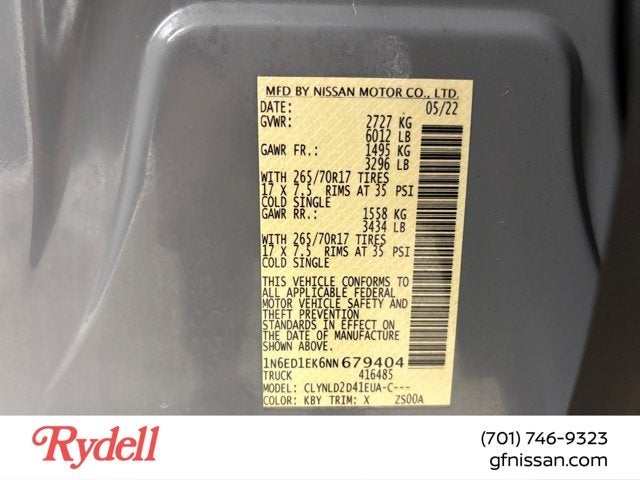 MFD BY NISSAN MOTOR CO., LTD.
DATE: 05/22
GVWR: 2727 KG
6012 LB
GAWR FR.: 1495 KG
3296 LB
WITH 265/70R17 TIRES
17 X 7.5 RIMS AT 35 PSI
COLD SINGLE
GAWR RR.: 1558 KG
3434 LB
WITH 265/70R17 TIRES
17 X 7.5 RIMS AT 35 PSI
COLD SINGLE
THIS VEHICLE CONFORMS TO
ALL APPLICABLE FEDERAL
MOTOR VEHICLE SAFETY AND
THEFT PREVENTION
STANDARDS IN EFFECT ON
THE DATE OF MANUFACTURE
SHOWN ABOVE.
1N6ED1EK6NN679404
TRUCK 416485
MODEL: CLYNLD2D41EUA-C---
COLOR: KBY TRIM: X ZS00A
Rydell
(701) 746-9323
gfnissan.com